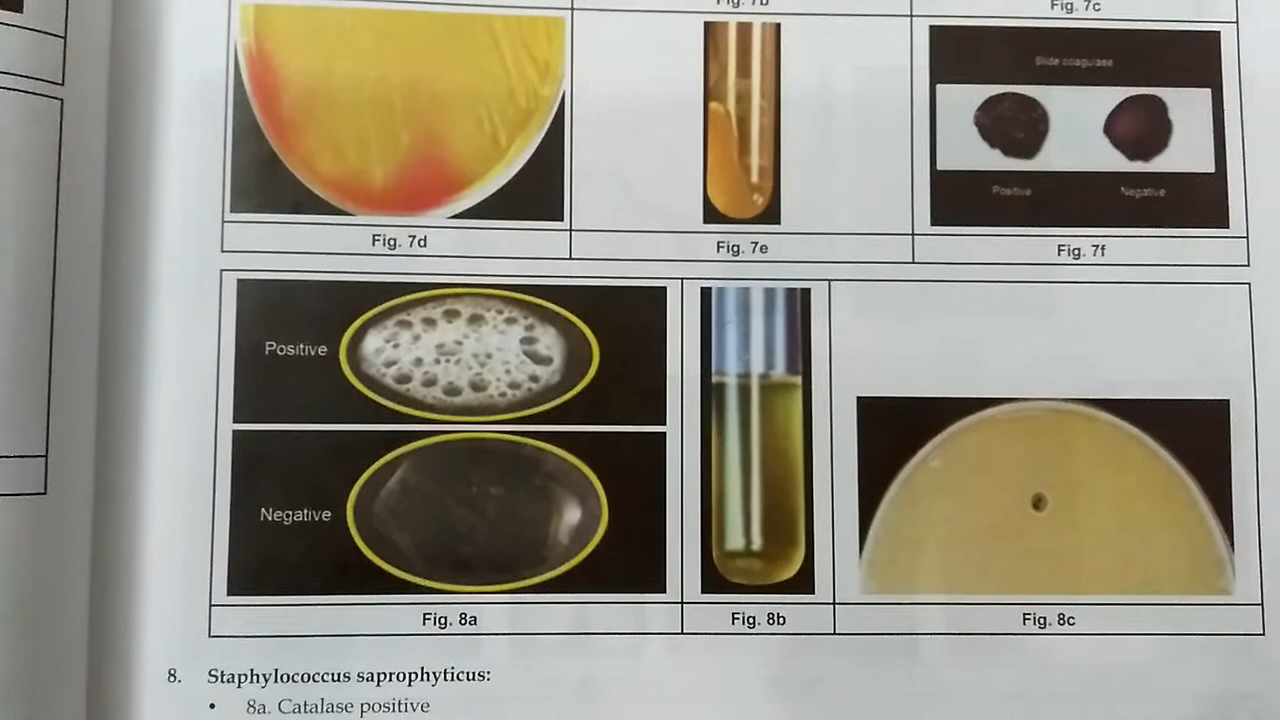 Fig. 7b
Fig. 7c
Slide coagulase
Positive
Negative
Fig. 7d
Fig. 7e
Fig. 7f
Positive
Negative
Fig. 8a
Fig. 8b
Fig. 8c
8. Staphylococcus saprophyticus:
• 8a. Catalase positive